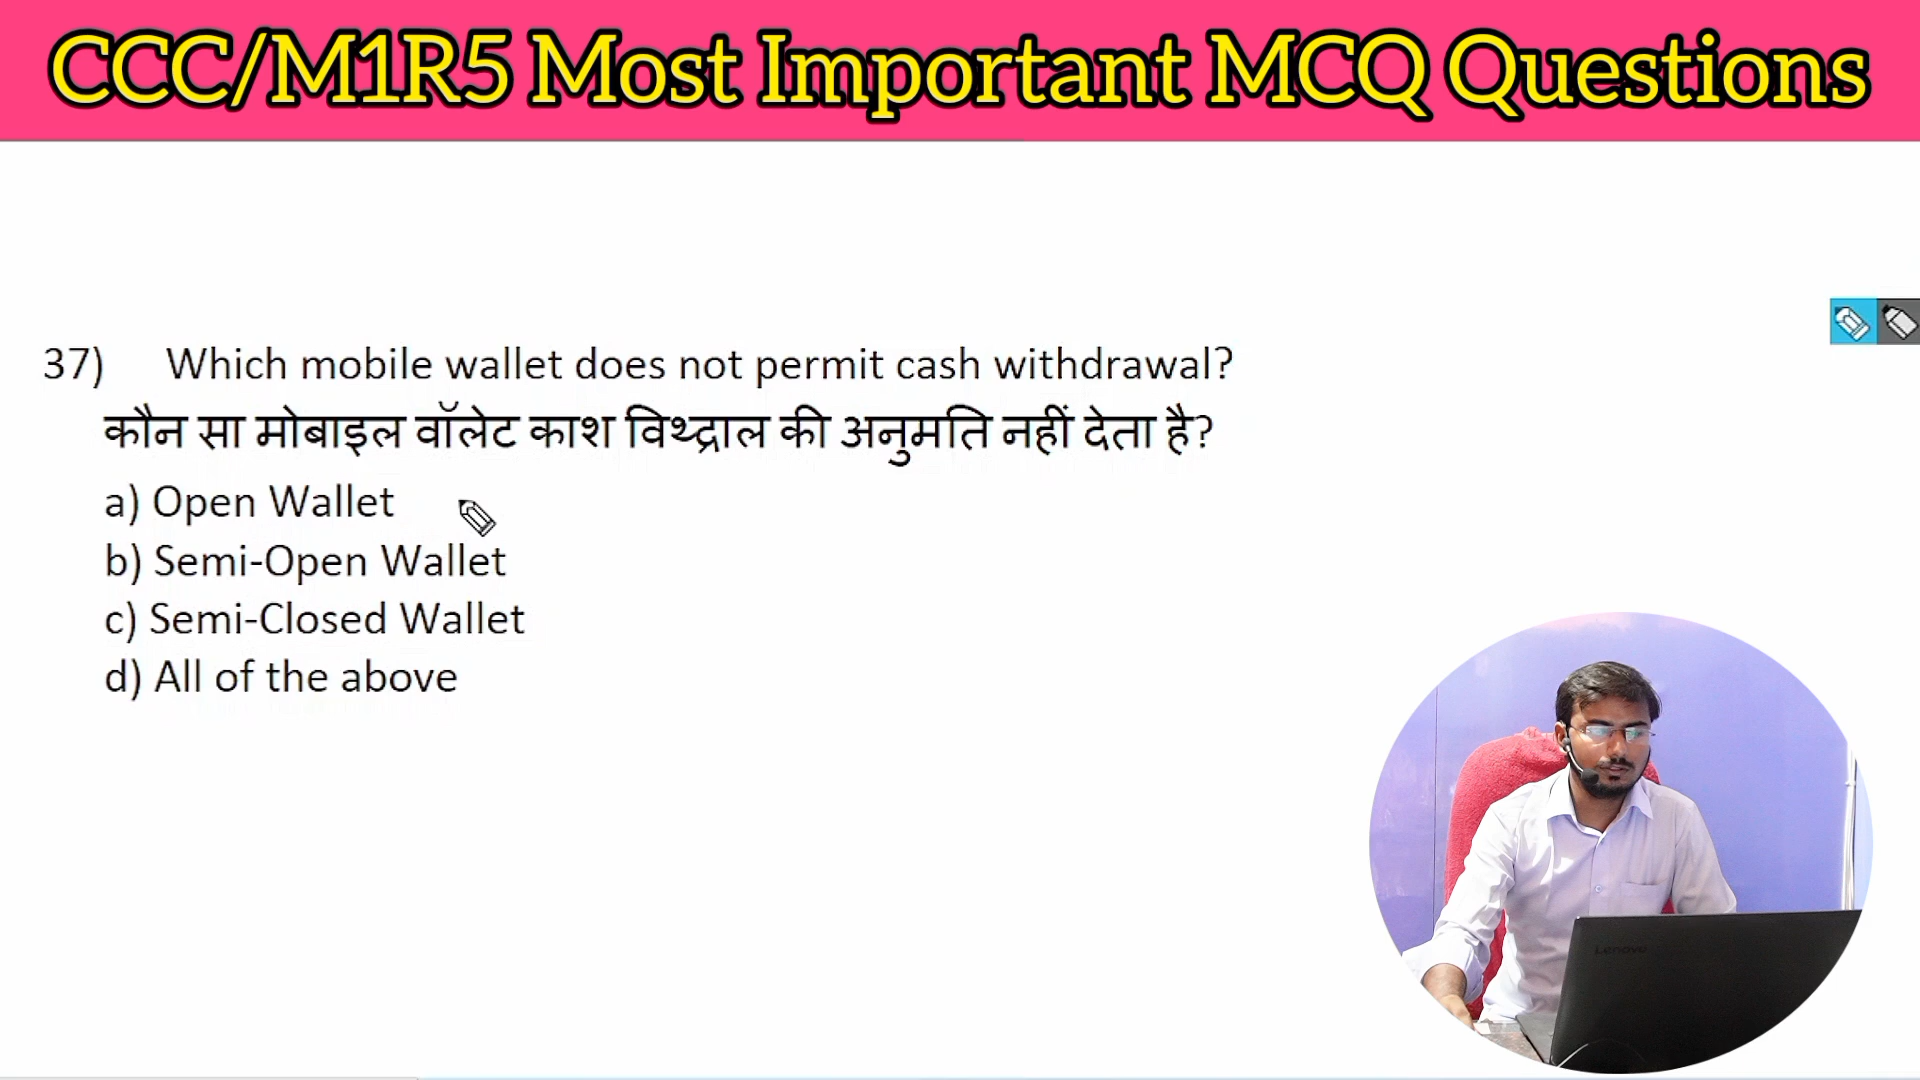 CCC/M1R5 Most Important MCQ Questions
37) Which mobile wallet does not permit cash withdrawal?
कौन सा मोबाइल वॉलेट काश विथ्द्राल की अनुमति नहीं देता है?
a) Open Wallet
b) Semi-Open Wallet
c) Semi-Closed Wallet
d) All of the above
Lenovo